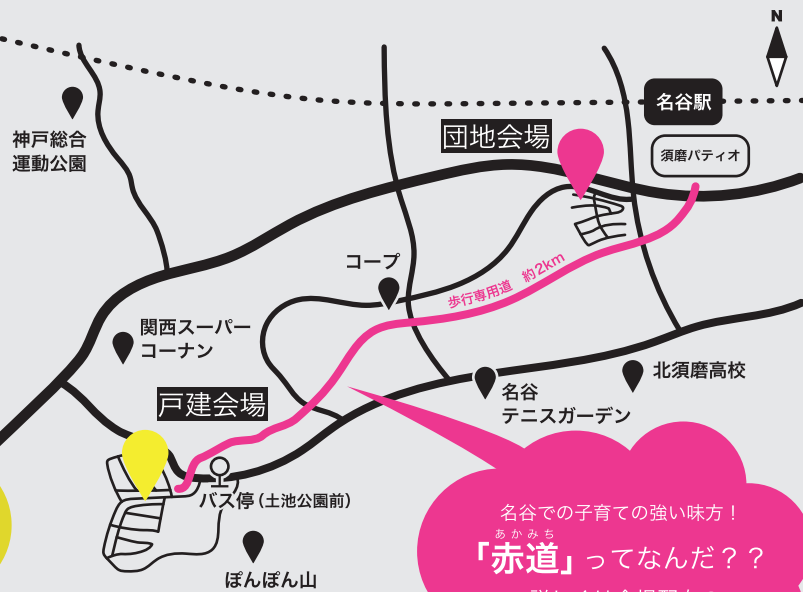 N
名谷駅
須磨パティオ
神戸総合
運動公園
団地会場
コープ
歩行専用道 約2km
関西スーパー
コーナン
北須磨高校
名谷
テニスガーデン
戸建会場
バス停(土池公園前)
ぽんぽん山
名谷での子育ての強い味方！
あかみち
「赤道」ってなんだ？？